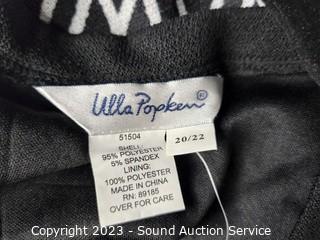 Ulla Popken®
51504
20/22
SHELL:
95% POLYESTER
5% SPANDEX
LINING:
100% POLYESTER
MADE IN CHINA
RN: 89185
OVER FOR CARE
Copyright 2023 - Sound Auction Service